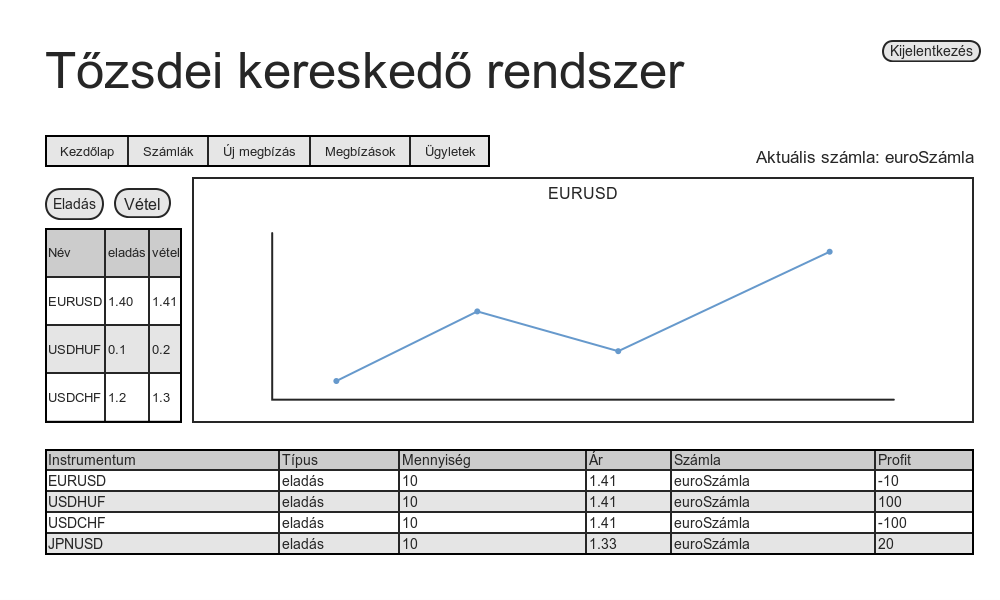 Kijelentkezés
Tőzsdei kereskedő rendszer
Kezdőlap Számlák Új megbízás Megbízások Ügyletek
Aktuális számla: euroSzámla
Eladás Vétel
EURUSD
Név eladás vétel
EURUSD 1.40 1.41
USDHUF 0.1 0.2
USDCHF 1.2 1.3
Instrumentum Típus Mennyiség Ár Számla Profit
EURUSD eladás 10 1.41 euroSzámla -10
USDHUF eladás 10 1.41 euroSzámla 100
USDCHF eladás 10 1.41 euroSzámla -100
JPNUSD eladás 10 1.33 euroSzámla 20